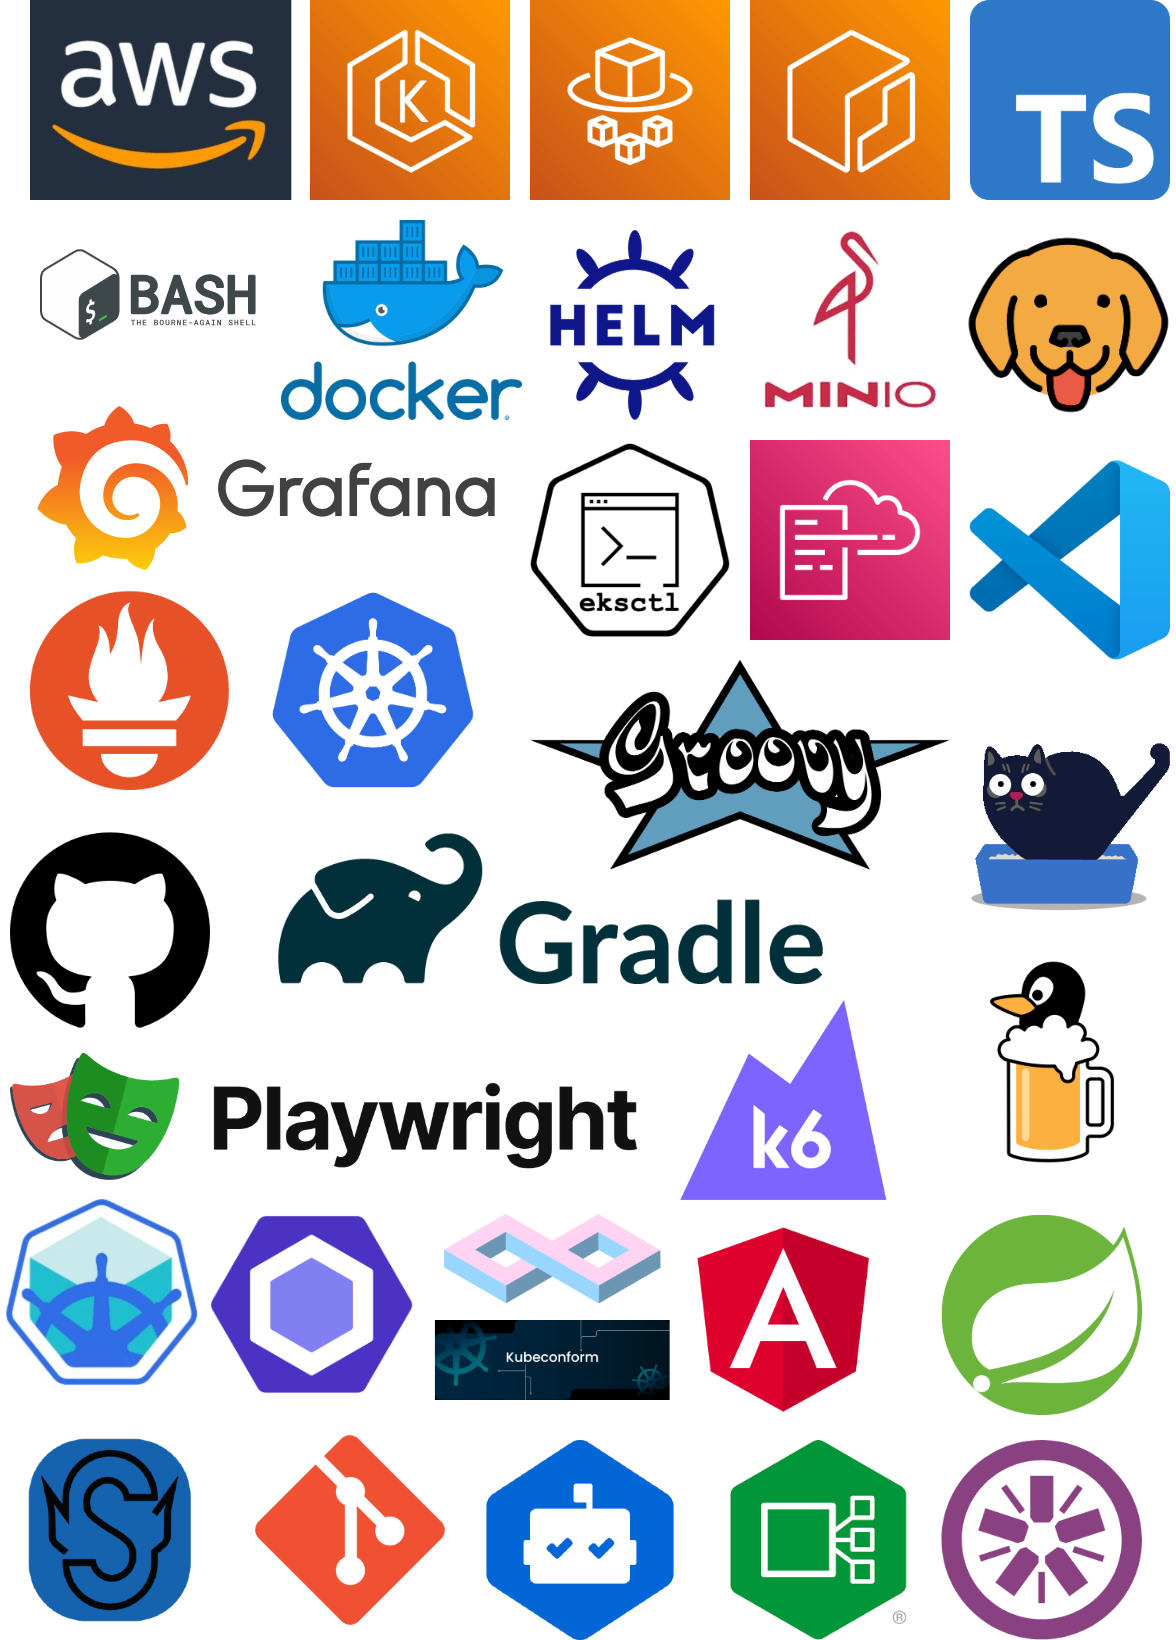 aws
K
TS
BASH
THE BOURNE-AGAIN SHELL
$_
docker
HELM
MINIO
Grafana
>_
eksctl
Groovy
Gradle
Playwright
k6
Kubeconform
A
S
®